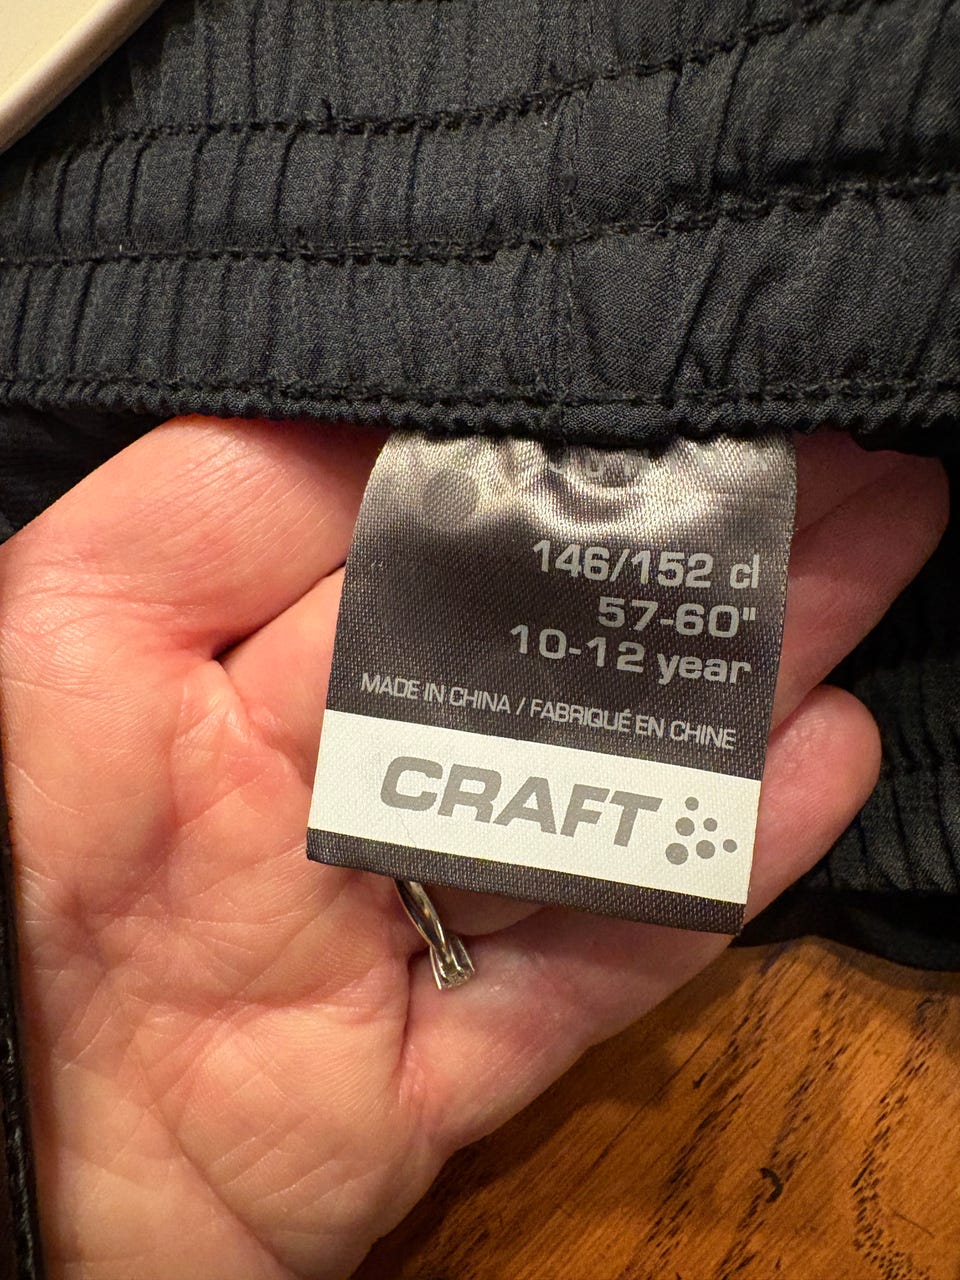 146/152 cl
57-60"
10-12 year
MADE IN CHINA / FABRIQUÉ EN CHINE
CRAFT